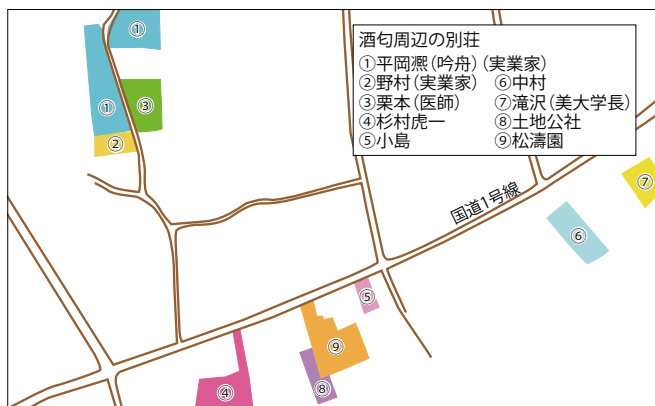 酒匂周辺の別荘
①平岡凞(吟舟)(実業家)
②野村(実業家) ⑥中村
③栗本(医師) ⑦滝沢(美大学長)
④杉村虎一 ⑧土地公社
⑤小島 ⑨松濤園
①
①
③
②
国道1号線
⑦
⑥
⑤
⑨
⑧
④